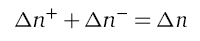 Δn⁺ + Δn⁻ = Δn